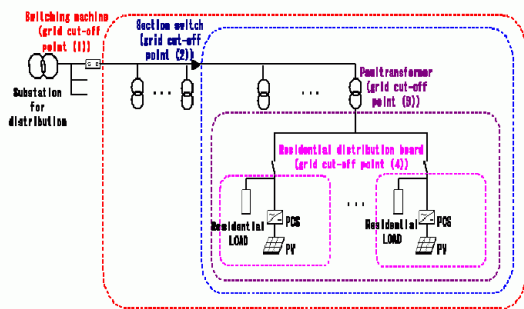 Switching machine
(grid cut-off
point (1))
Section switch
(grid cut-off
point (2))
Substation
for
distribution
...
...
Paultransformer
(grid cut-off
point (3))
Residential distribution board
(grid cut-off point (4))
...
Residential
LOAD
PCS
PV
Residential
LOAD
PCS
PV